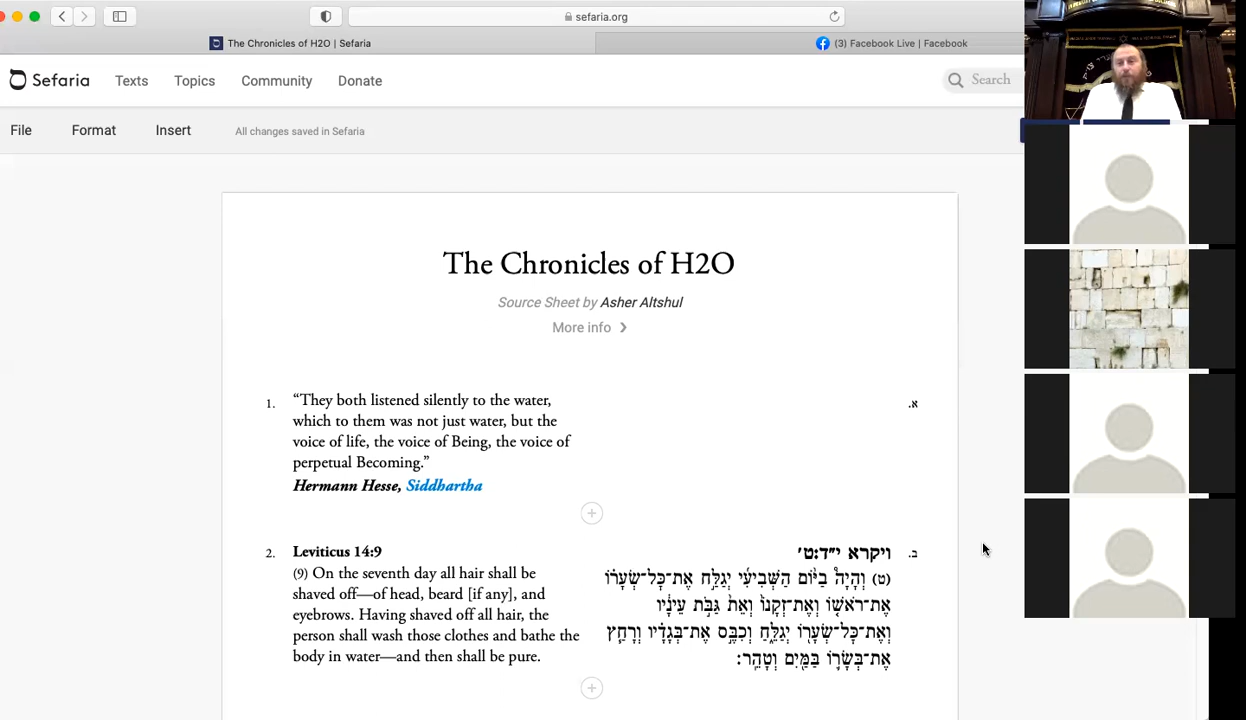 sefaria.org
The Chronicles of H2O | Sefaria
(3) Facebook Live | Facebook
Sefaria Texts Topics Community Donate Search
File Format Insert All changes saved in Sefaria
The Chronicles of H2O
Source Sheet by Asher Altshul
More info
1. “They both listened silently to the water,
which to them was not just water, but the
voice of life, the voice of Being, the voice of
perpetual Becoming.”
Hermann Hesse, Siddhartha
א.
2. Leviticus 14:9
(9) On the seventh day all hair shall be
shaved off—of head, beard [if any], and
eyebrows. Having shaved off all hair, the
person shall wash those clothes and bathe the
body in water—and then shall be pure.
ב. ויקרא י״ד:ט׳
(ט) וְהָיָה֩ בַיּ֨וֹם הַשְּׁבִיעִ֜י יְגַלַּ֣ח אֶת־כׇּל־שְׂעָר֗וֹ
אֶת־רֹאשׁ֤וֹ וְאֶת־זְקָנוֹ֙ וְאֵת֙ גַּבֹּ֣ת עֵינָ֔יו
וְאֶת־כׇּל־שְׂעָר֖וֹ יְגַלֵּ֑חַ וְכִבֶּ֣ס אֶת־בְּגָדָ֗יו וְרָחַ֧ץ
אֶת־בְּשָׂר֛וֹ בַּמַּ֖יִם וְטָהֵֽר׃